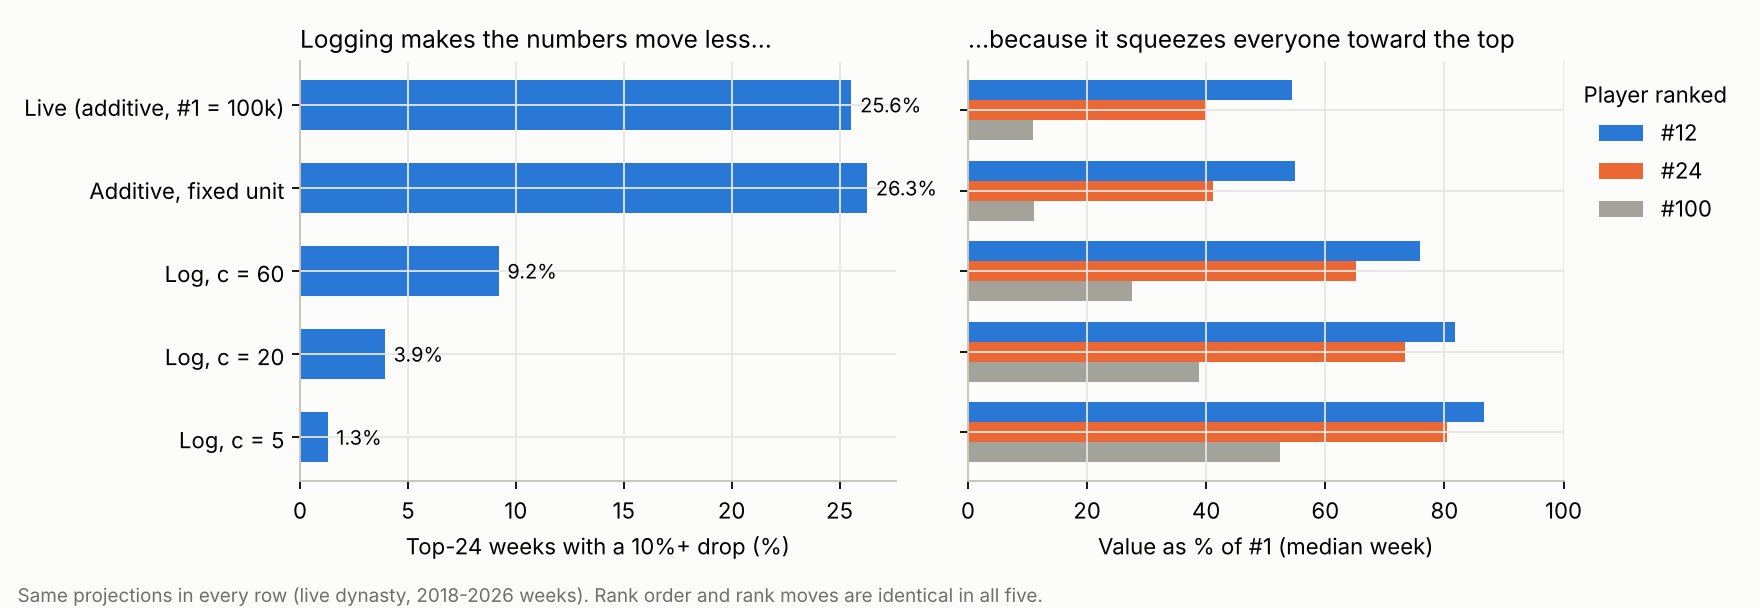 Logging makes the numbers move less...
Live (additive, #1 = 100k)
25.6%
Additive, fixed unit
26.3%
Log, c = 60
9.2%
Log, c = 20
3.9%
Log, c = 5
1.3%
0 5 10 15 20 25
Top-24 weeks with a 10%+ drop (%)
...because it squeezes everyone toward the top
0 20 40 60 80 100
Value as % of #1 (median week)
Player ranked
#12
#24
#100
Same projections in every row (live dynasty, 2018-2026 weeks). Rank order and rank moves are identical in all five.